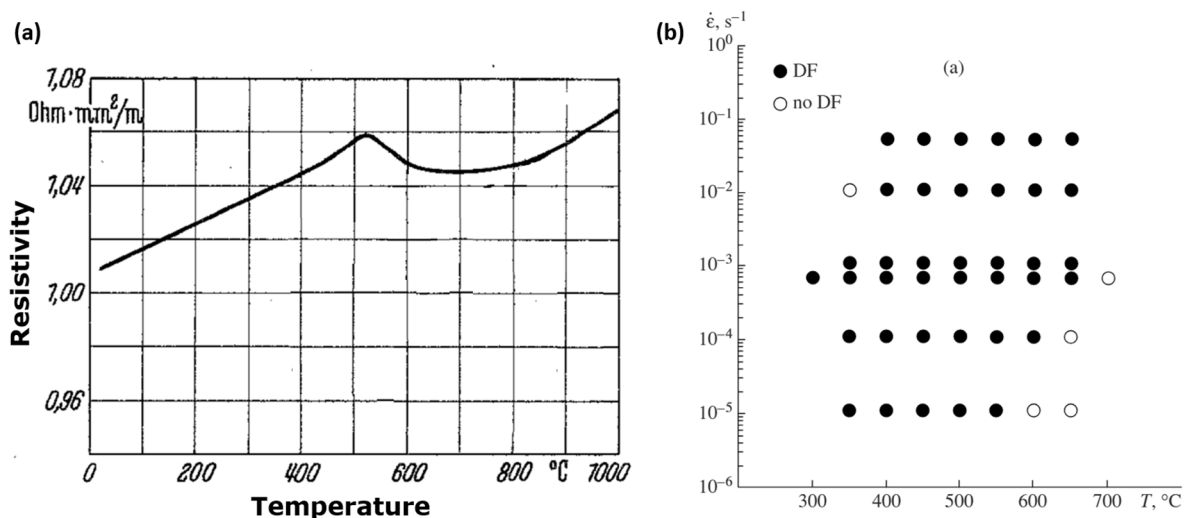 (a)
1,08
Ohm·mm²/m
1,04
1,00
0,96
Resistivity
0 200 400 600 800 °C 1000
Temperature
(b)
ε̇, s⁻¹
10⁰
DF
(a)
no DF
10⁻¹
10⁻²
10⁻³
10⁻⁴
10⁻⁵
10⁻⁶
300 400 500 600 700 T, °C